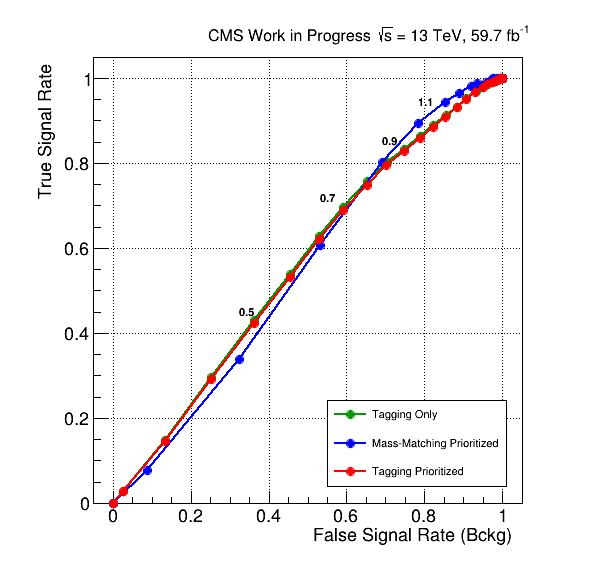 CMS Work in Progress √s = 13 TeV, 59.7 fb⁻¹
True Signal Rate
1
0.8
0.6
0.4
0.2
0
1.1
0.9
0.7
0.5
Tagging Only
Mass-Matching Prioritized
Tagging Prioritized
0 0.2 0.4 0.6 0.8 1
False Signal Rate (Bckg)